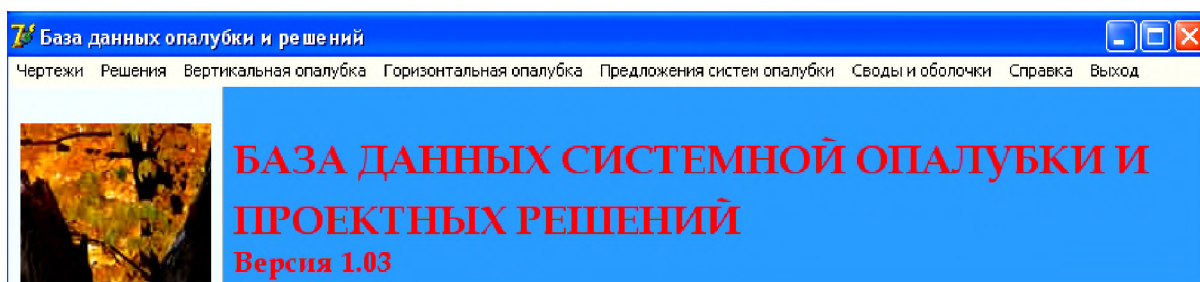 База данных опалубки и решений
Чертежи Решения Вертикальная опалубка Горизонтальная опалубка Предложения систем опалубки Своды и оболочки Справка Выход
БАЗА ДАННЫХ СИСТЕМНОЙ ОПАЛУБКИ И
ПРОЕКТНЫХ РЕШЕНИЙ
Версия 1.03